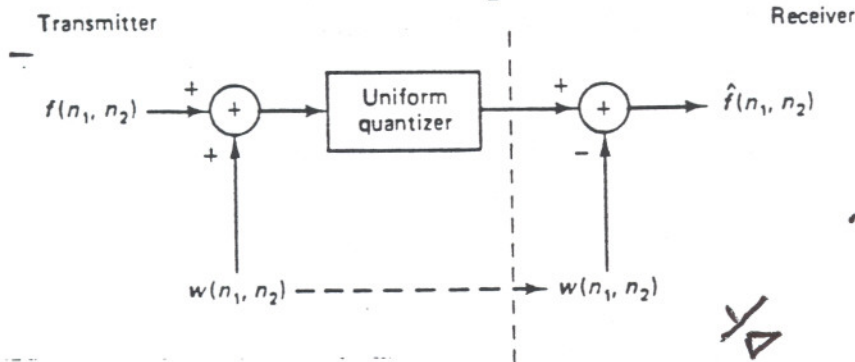 Transmitter
Receiver
f(n₁, n₂)
+
+
+
Uniform
quantizer
+
+
−
f̂(n₁, n₂)
w(n₁, n₂)
w(n₁, n₂)